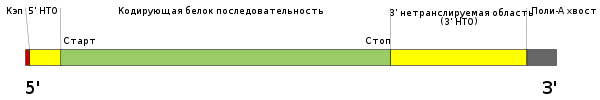 Кэп
5' НТО
Кодирующая белок последовательность
3' нетранслируемая область
(3' НТО)
Поли-А хвост
Старт
Стоп
5'
3'